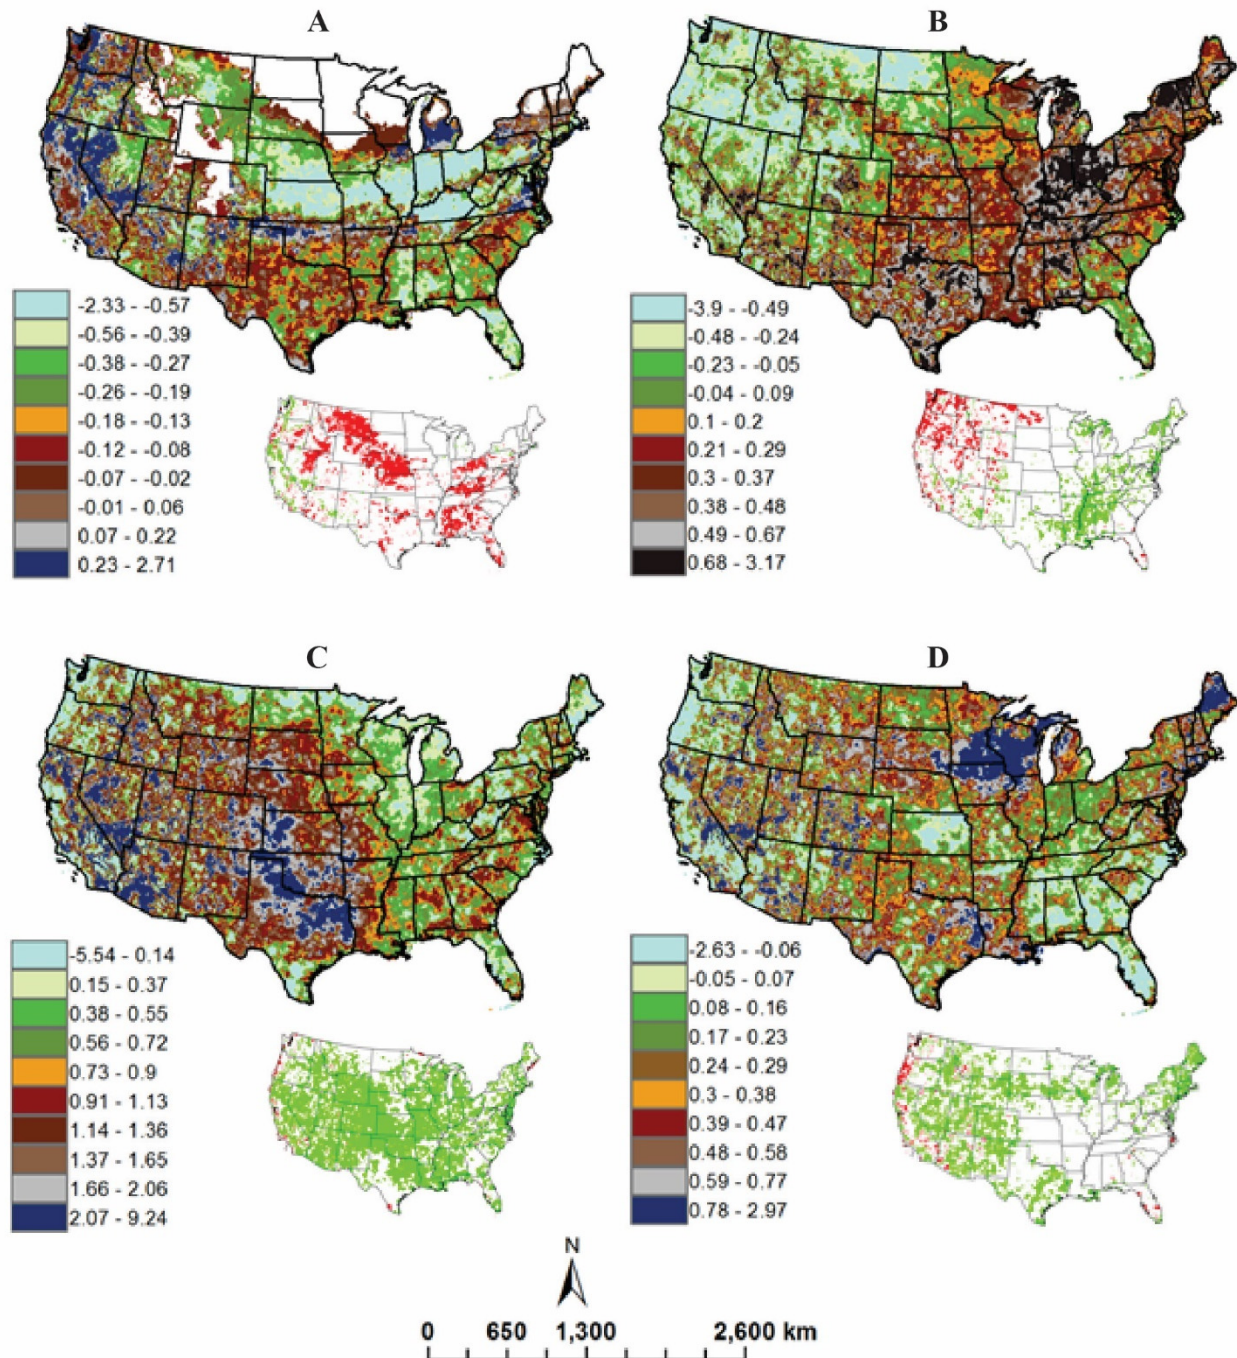 A
B
-2.33 - -0.57
-0.56 - -0.39
-0.38 - -0.27
-0.26 - -0.19
-0.18 - -0.13
-0.12 - -0.08
-0.07 - -0.02
-0.01 - 0.06
0.07 - 0.22
0.23 - 2.71
-3.9 - -0.49
-0.48 - -0.24
-0.23 - -0.05
-0.04 - 0.09
0.1 - 0.2
0.21 - 0.29
0.3 - 0.37
0.38 - 0.48
0.49 - 0.67
0.68 - 3.17
C
D
-5.54 - 0.14
0.15 - 0.37
0.38 - 0.55
0.56 - 0.72
0.73 - 0.9
0.91 - 1.13
1.14 - 1.36
1.37 - 1.65
1.66 - 2.06
2.07 - 9.24
-2.63 - -0.06
-0.05 - 0.07
0.08 - 0.16
0.17 - 0.23
0.24 - 0.29
0.3 - 0.38
0.39 - 0.47
0.48 - 0.58
0.59 - 0.77
0.78 - 2.97
N
0 650 1,300 2,600 km